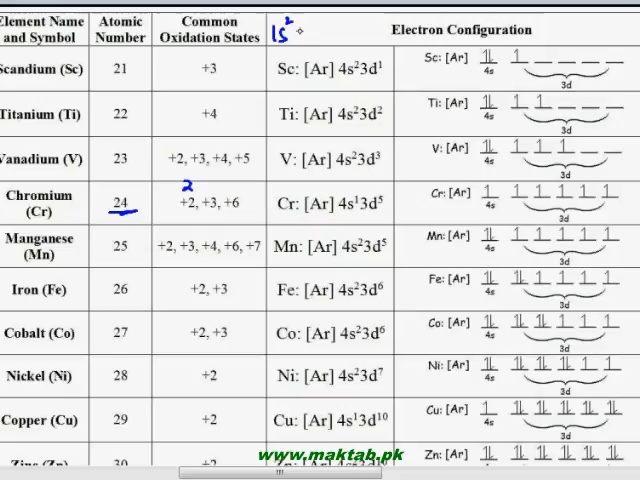 Element Name and Symbol Atomic Number Common Oxidation States 1s² Electron Configuration
Scandium (Sc) 21 +3 Sc: [Ar] 4s²3d¹ Sc: [Ar] 4s 3d
Titanium (Ti) 22 +4 Ti: [Ar] 4s²3d² Ti: [Ar] 4s 3d
Vanadium (V) 23 +2, +3, +4, +5 V: [Ar] 4s²3d³ V: [Ar] 4s 3d
2
Chromium (Cr) 24 +2, +3, +6 Cr: [Ar] 4s¹3d⁵ Cr: [Ar] 4s 3d
Manganese (Mn) 25 +2, +3, +4, +6, +7 Mn: [Ar] 4s²3d⁵ Mn: [Ar] 4s 3d
Iron (Fe) 26 +2, +3 Fe: [Ar] 4s²3d⁶ Fe: [Ar] 4s 3d
Cobalt (Co) 27 +2, +3 Co: [Ar] 4s²3d⁶ Co: [Ar] 4s 3d
Nickel (Ni) 28 +2 Ni: [Ar] 4s²3d⁷ Ni: [Ar] 4s 3d
Copper (Cu) 29 +2 Cu: [Ar] 4s¹3d¹⁰ Cu: [Ar] 4s 3d
Zinc (Zn) 30 +2 Zn: [Ar]
www.maktab.pk